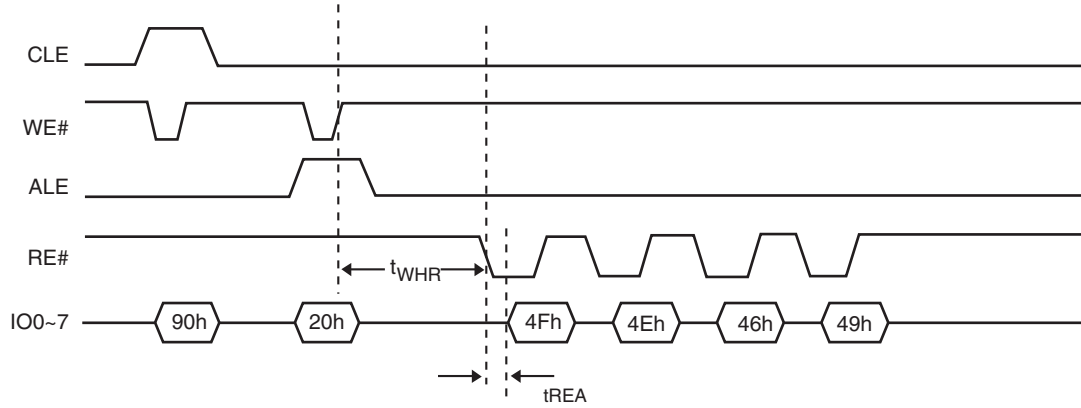 CLE
WE#
ALE
RE#
tWHR
IO0~7
90h
20h
4Fh
4Eh
46h
49h
tREA